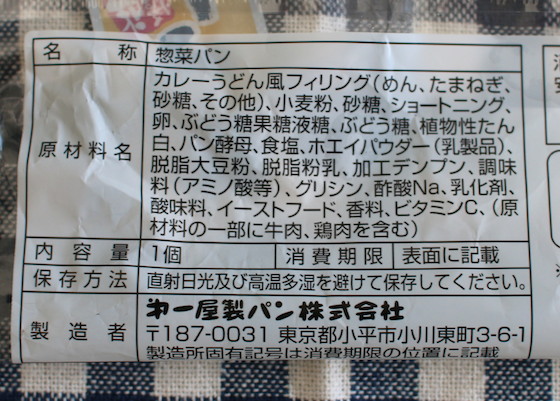 名称 惣菜パン
原材料名
カレーうどん風フィリング(めん、たまねぎ、
砂糖、その他)、小麦粉、砂糖、ショートニング、
卵、ぶどう糖果糖液糖、ぶどう糖、植物性たん
白、パン酵母、食塩、ホエイパウダー(乳製品)、
脱脂大豆粉、脱脂粉乳、加工デンプン、調味
料(アミノ酸等)、グリシン、酢酸Na、乳化剤、
酸味料、イーストフード、香料、ビタミンC、(原
材料の一部に牛肉、鶏肉を含む)
内容量 1個 消費期限 表面に記載
保存方法 直射日光及び高温多湿を避けて保存してください。
製造者
第一屋製パン株式会社
〒187-0031 東京都小平市小川東町3-6-1
製造所固有記号は消費期限の位置に記載